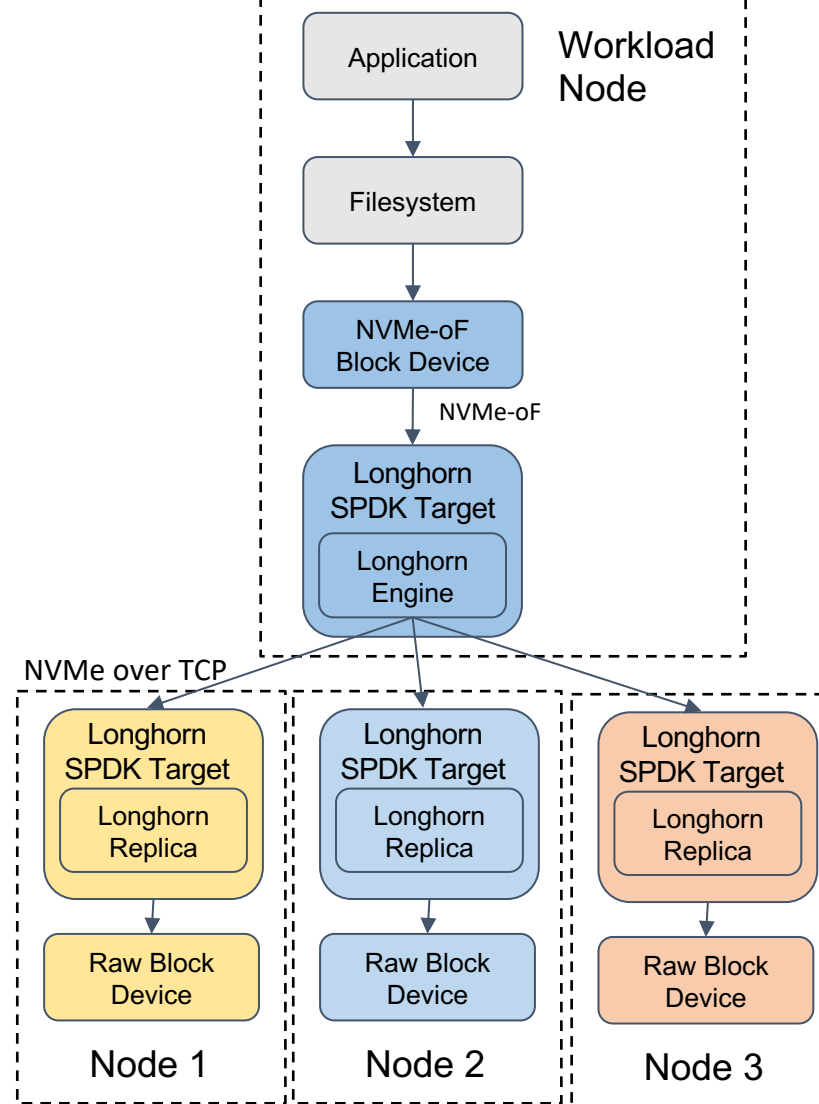 Application
Workload
Node
Filesystem
NVMe-oF
Block Device
NVMe-oF
Longhorn
SPDK Target
Longhorn
Engine
NVMe over TCP
Longhorn
SPDK Target
Longhorn
Replica
Raw Block
Device
Node 1
Longhorn
SPDK Target
Longhorn
Replica
Raw Block
Device
Node 2
Longhorn
SPDK Target
Longhorn
Replica
Raw Block
Device
Node 3